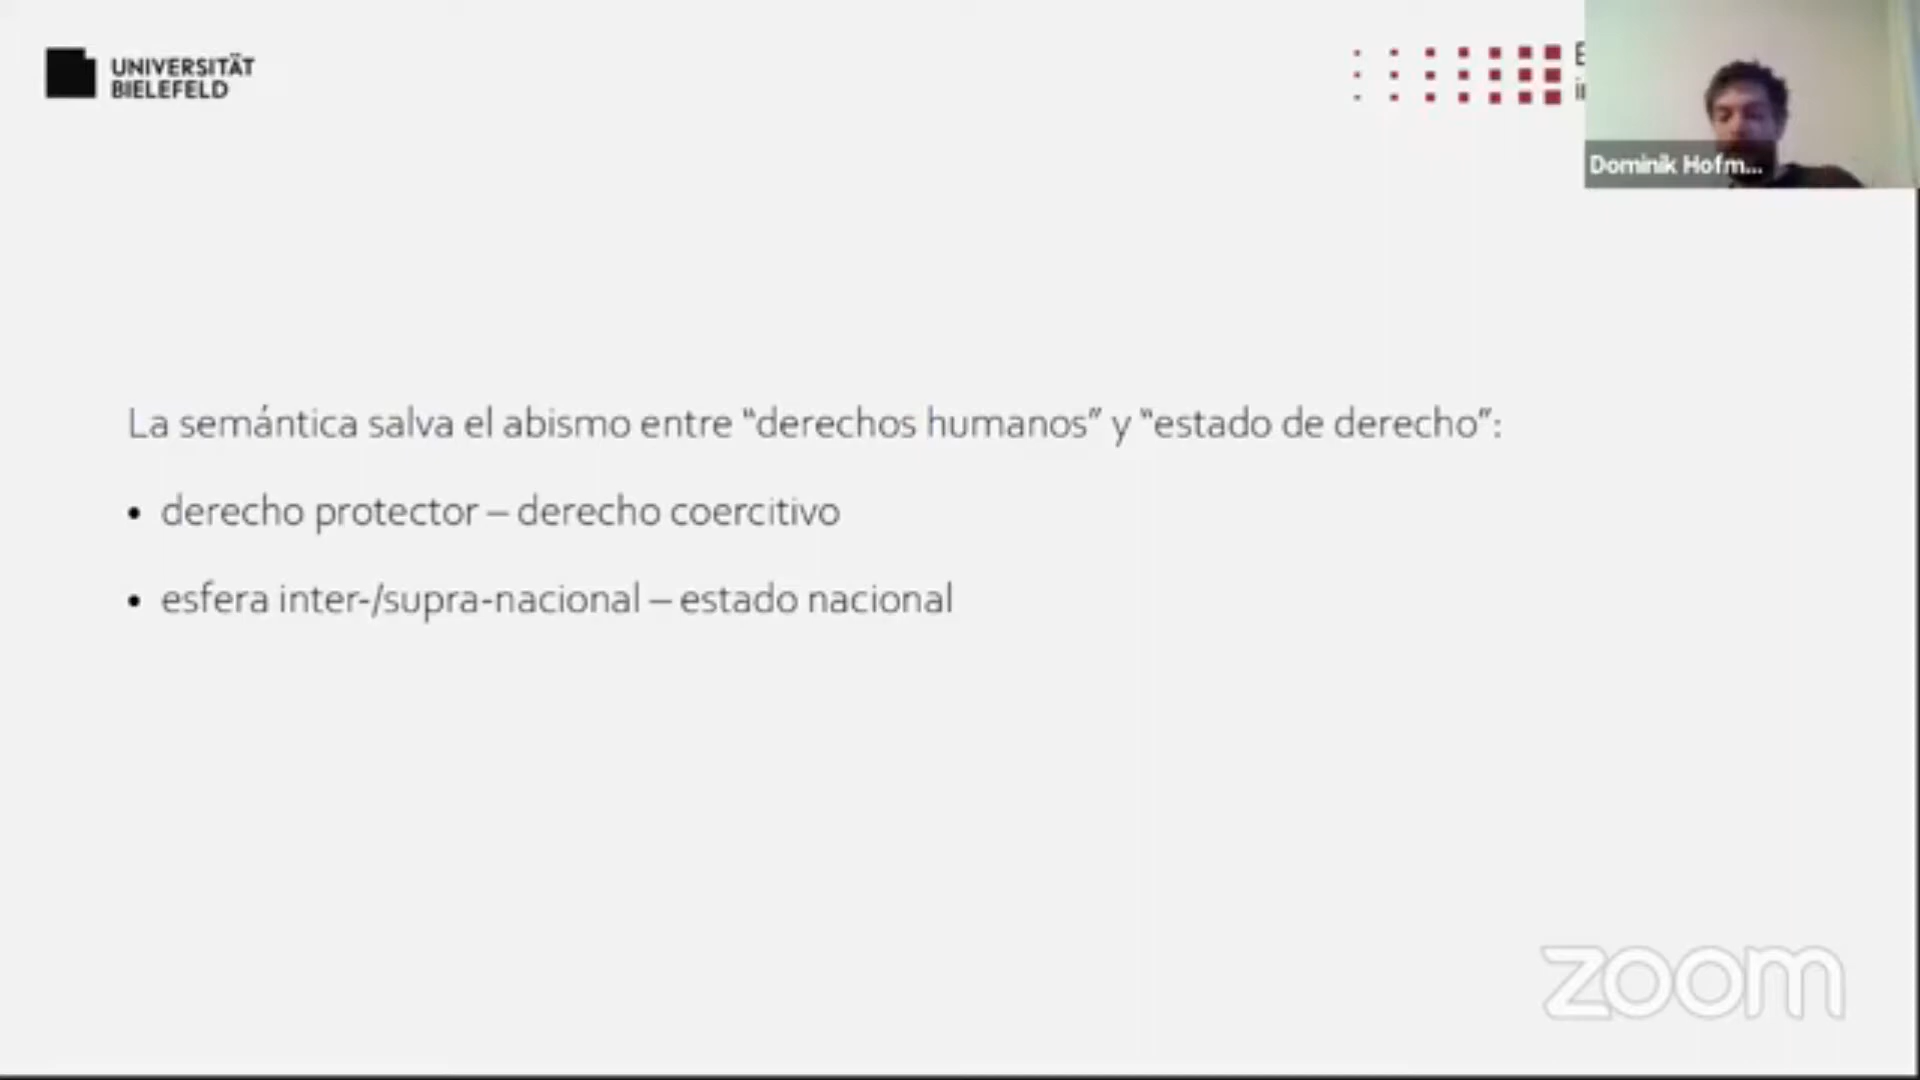 UNIVERSITÄT
BIELEFELD
Dominik Hofm...
La semántica salva el abismo entre “derechos humanos” y “estado de derecho”:
• derecho protector – derecho coercitivo
• esfera inter-/supra-nacional – estado nacional
zoom